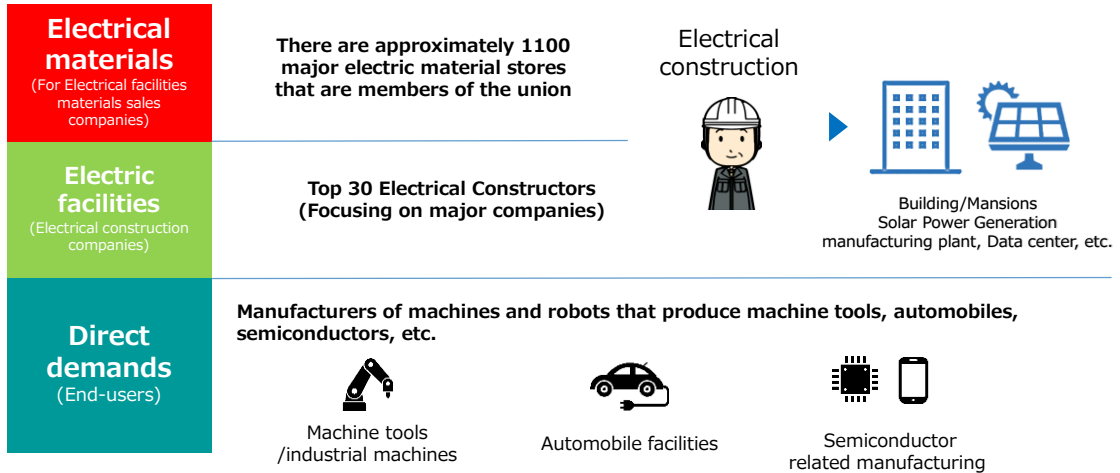 Electrical
materials
(For Electrical facilities
materials sales
companies)
There are approximately 1100
major electric material stores
that are members of the union
Electrical
construction
Electric
facilities
(Electrical construction
companies)
Top 30 Electrical Constructors
(Focusing on major companies)
Building/Mansions
Solar Power Generation
manufacturing plant, Data center, etc.
Direct
demands
(End-users)
Manufacturers of machines and robots that produce machine tools, automobiles,
semiconductors, etc.
Machine tools
/industrial machines
Automobile facilities
Semiconductor
related manufacturing